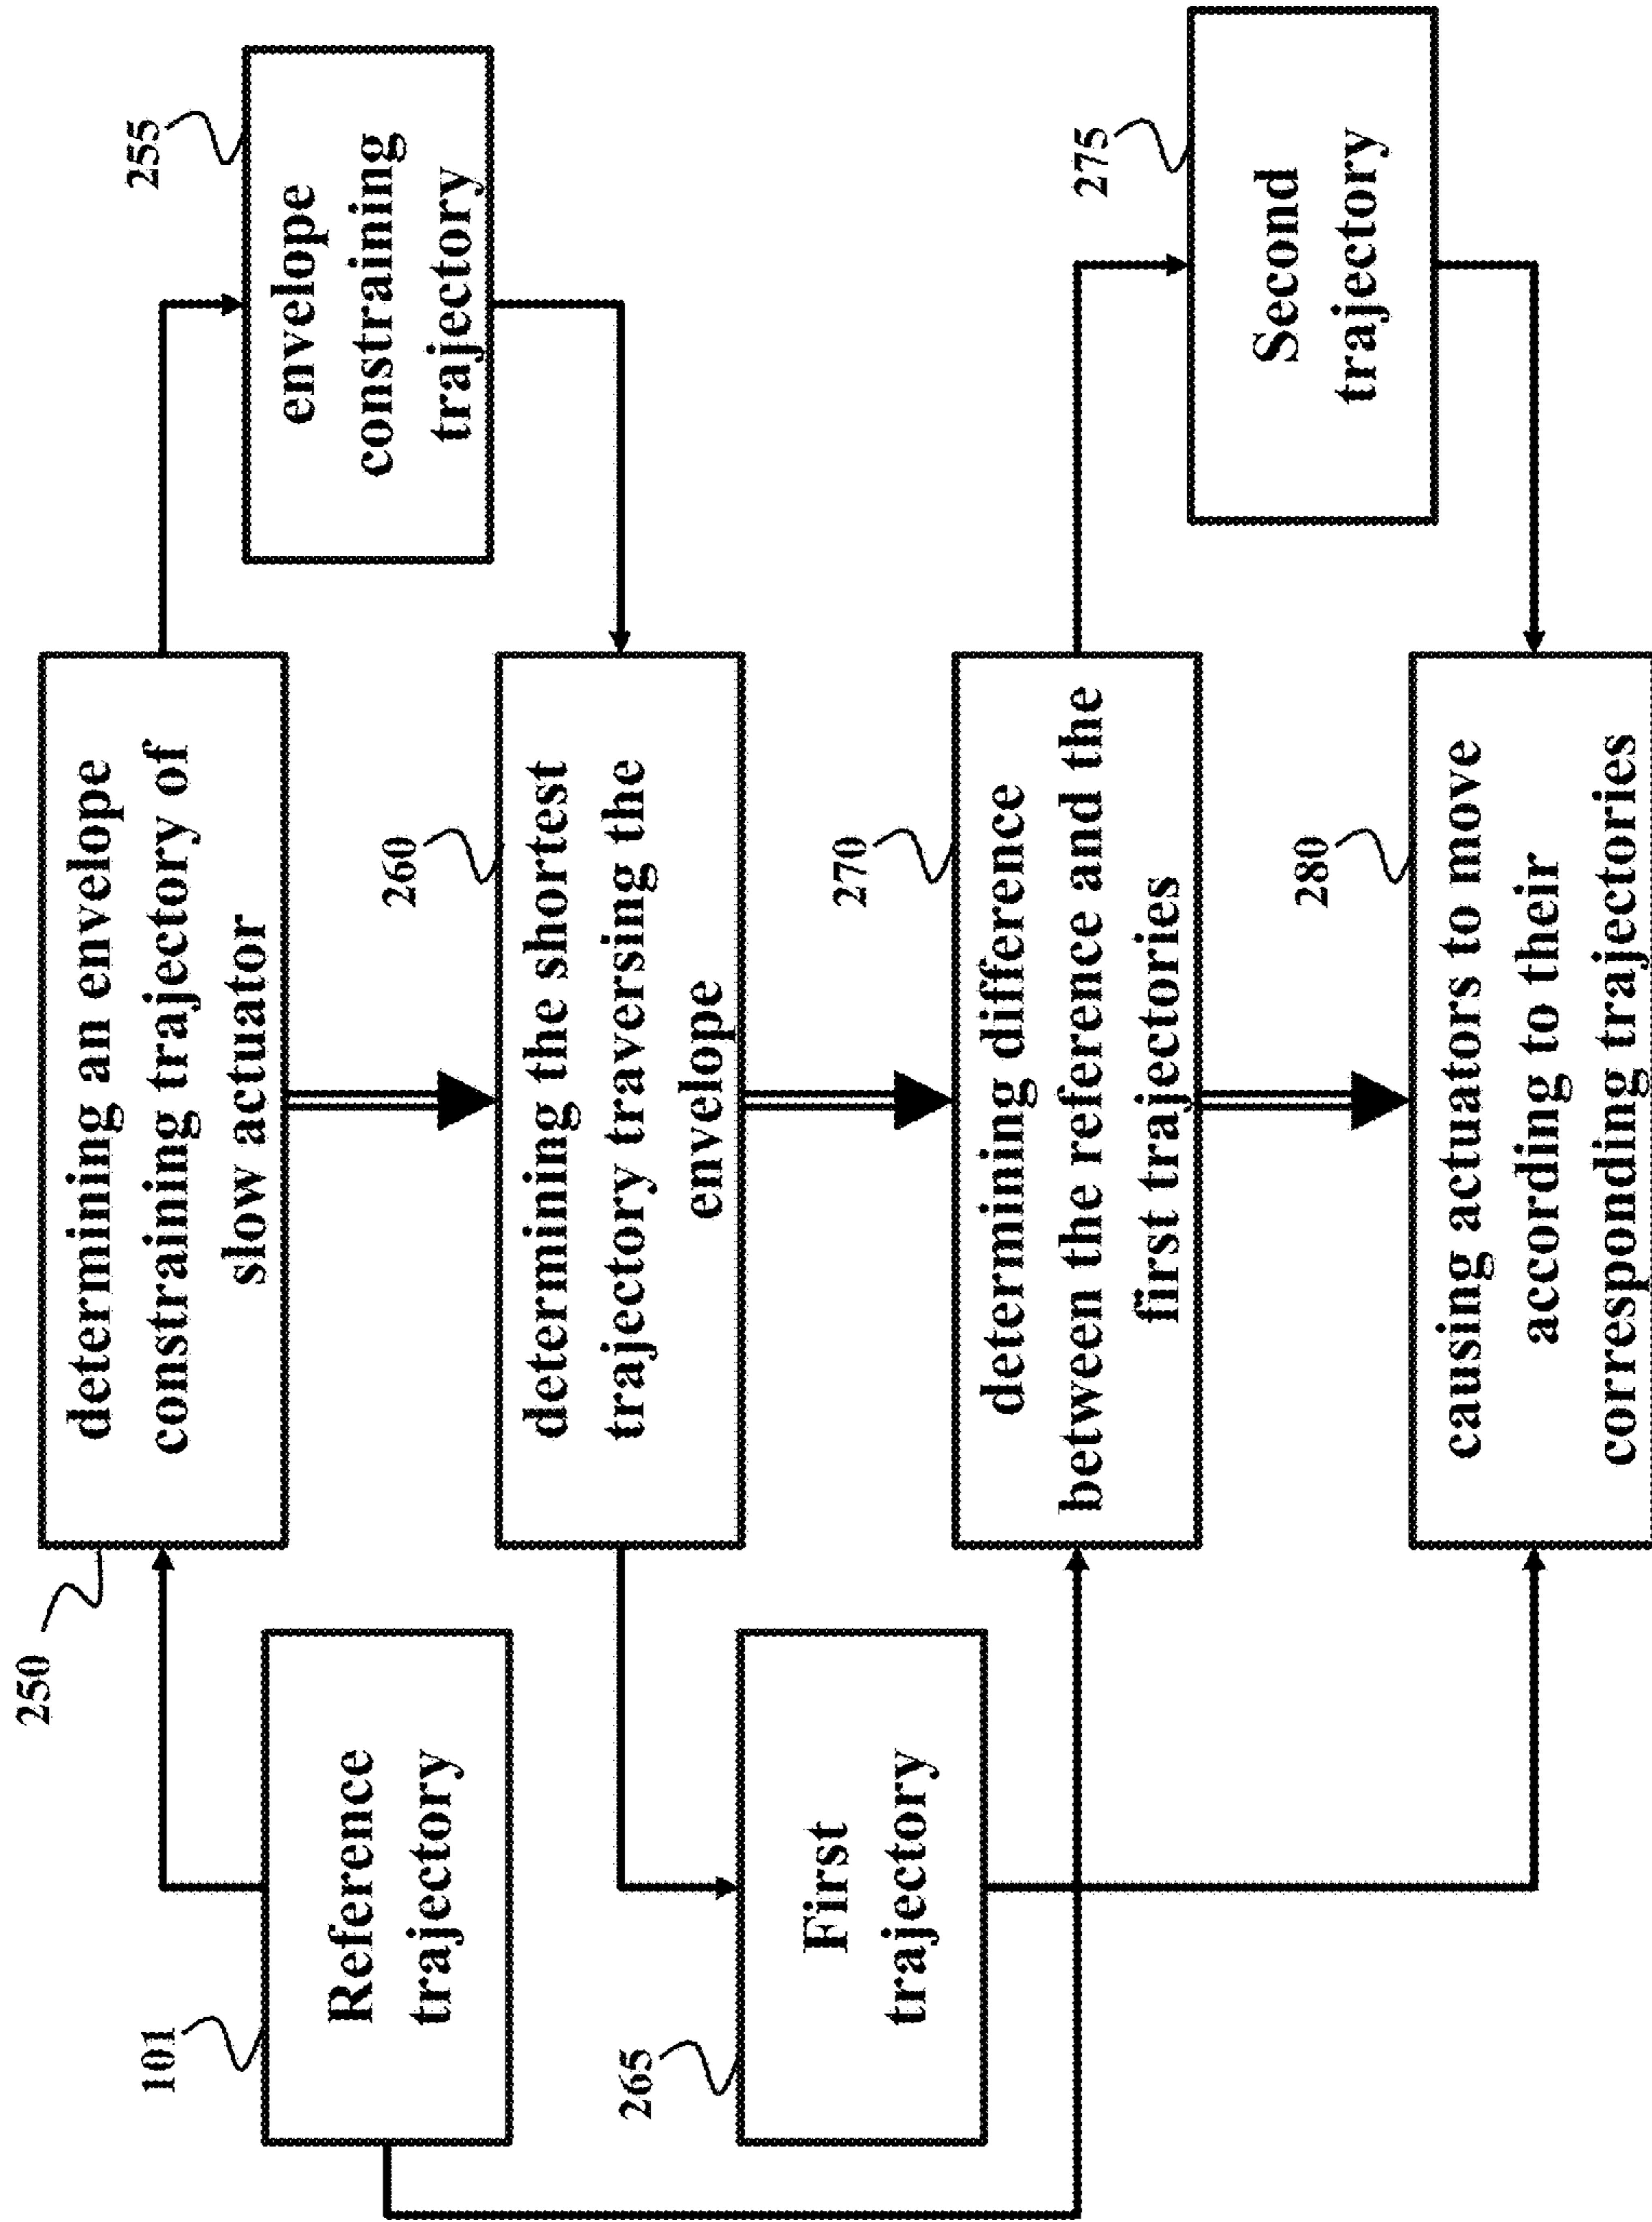 250
determining an envelope
constraining trajectory of
slow actuator
255
envelope
constraining
trajectory
101
Reference
trajectory
260
determining the shortest
trajectory traversing the
envelope
265
First
trajectory
270
determining difference
between the reference and the
first trajectories
275
Second
trajectory
280
causing actuators to move
according to their
corresponding trajectories